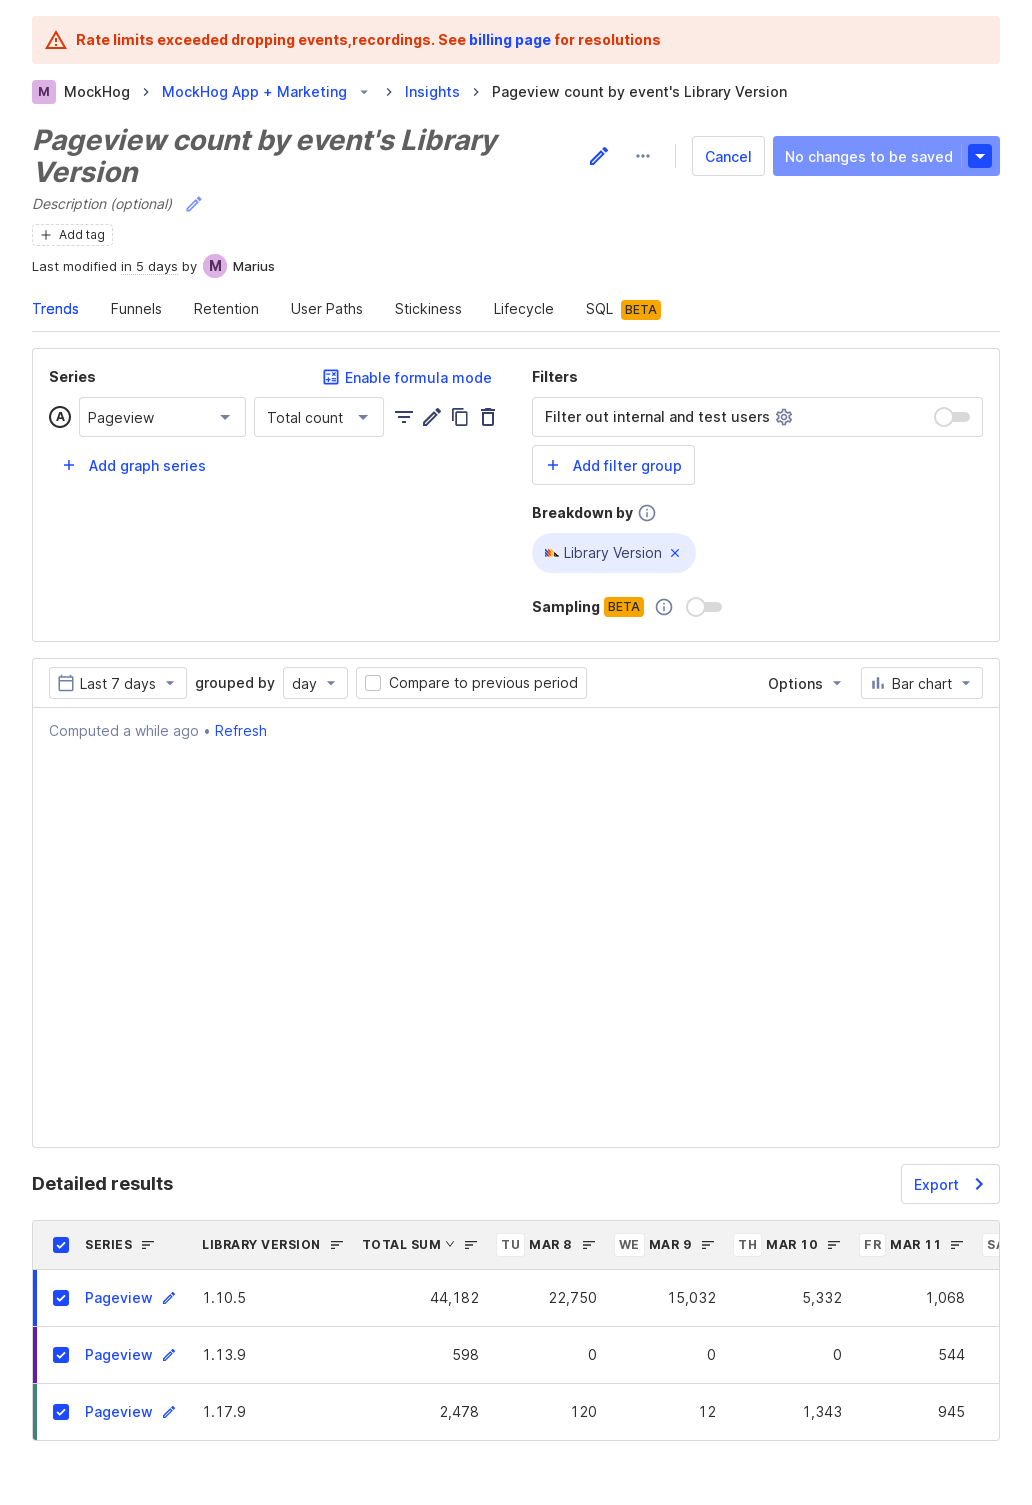 Rate limits exceeded dropping events,recordings. See billing page for resolutions
M MockHog MockHog App + Marketing Insights Pageview count by event's Library Version
Pageview count by event's Library
Version
Cancel No changes to be saved
Description (optional)
Add tag
Last modified in 5 days by M Marius
Trends Funnels Retention User Paths Stickiness Lifecycle SQL BETA
Series Enable formula mode
A Pageview Total count
Add graph series
Filters
Filter out internal and test users
Add filter group
Breakdown by
Library Version
Sampling BETA
Last 7 days grouped by day Compare to previous period Options Bar chart
Computed a while ago • Refresh
Detailed results Export
SERIES LIBRARY VERSION TOTAL SUM TU MAR 8 WE MAR 9 TH MAR 10 FR MAR 11 SA
Pageview 1.10.5 44,182 22,750 15,032 5,332 1,068
Pageview 1.13.9 598 0 0 0 544
Pageview 1.17.9 2,478 120 12 1,343 945